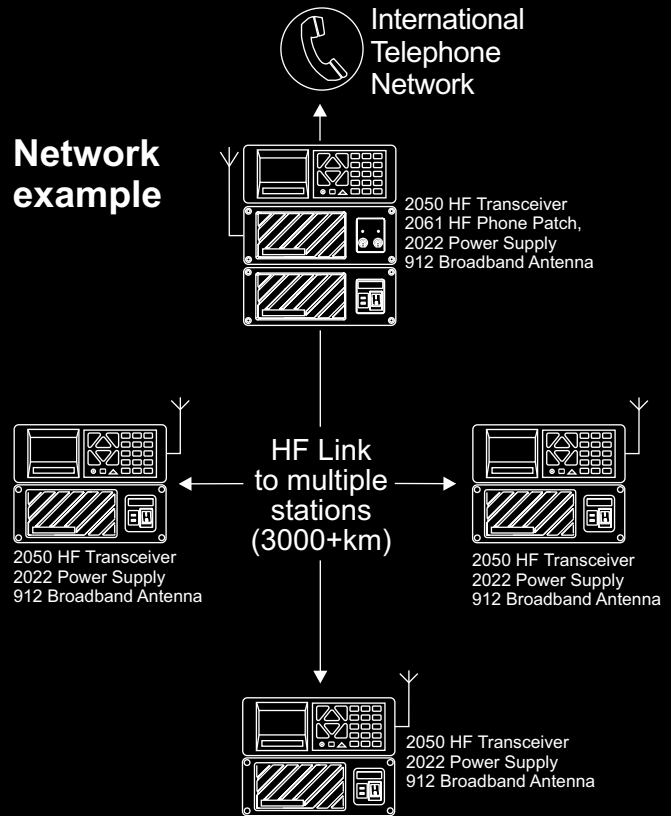 International
Telephone
Network
Network
example
2050 HF Transceiver
2061 HF Phone Patch,
2022 Power Supply
912 Broadband Antenna
HF Link
to multiple
stations
(3000+km)
2050 HF Transceiver
2022 Power Supply
912 Broadband Antenna
2050 HF Transceiver
2022 Power Supply
912 Broadband Antenna
2050 HF Transceiver
2022 Power Supply
912 Broadband Antenna